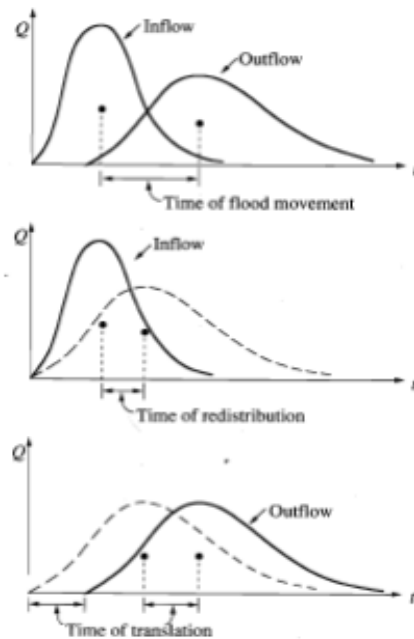 Q
Inflow
Outflow
Time of flood movement
Q
Inflow
t
Time of redistribution
Q
Outflow
t
Time of translation